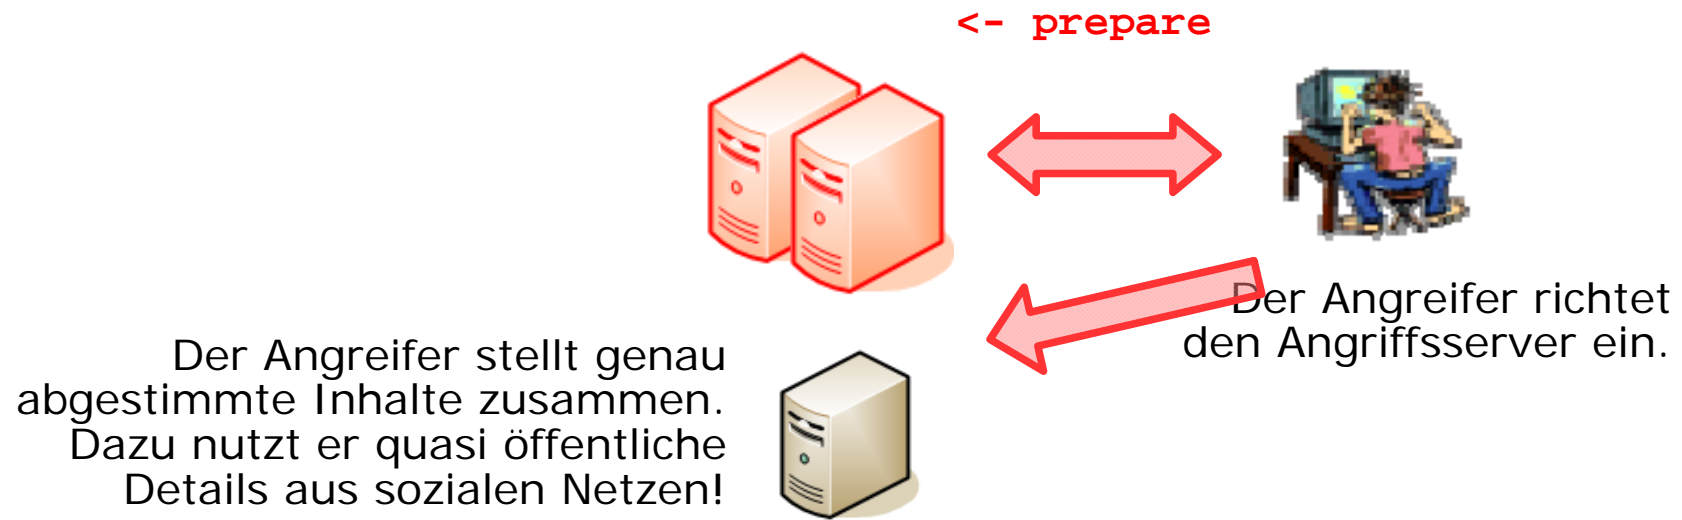 <- prepare
Der Angreifer richtet
den Angriffsserver ein.
Der Angreifer stellt genau
abgestimmte Inhalte zusammen.
Dazu nutzt er quasi öffentliche
Details aus sozialen Netzen!